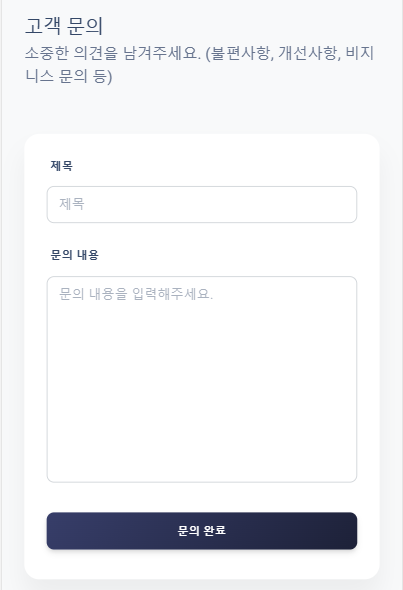 고객 문의
소중한 의견을 남겨주세요. (불편사항, 개선사항, 비지
니스 문의 등)
제목
제목
문의 내용
문의 내용을 입력해주세요.
문의 완료